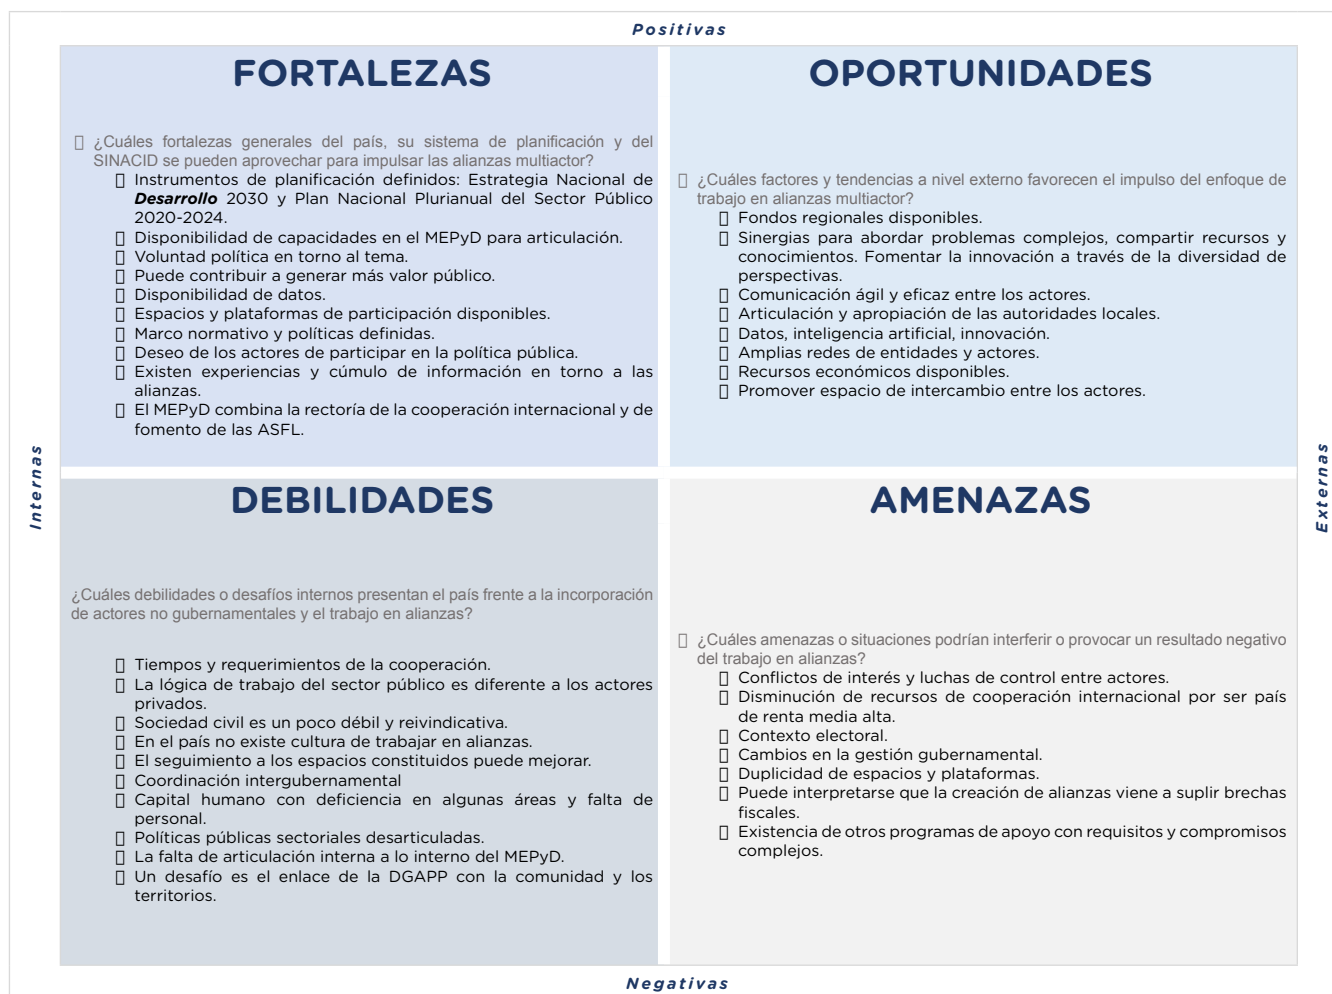 Positivas
FORTALEZAS
¿Cuáles fortalezas generales del país, su sistema de planificación y del
SINACID se pueden aprovechar para impulsar las alianzas multiactor?
Instrumentos de planificación definidos: Estrategia Nacional de
Desarrollo 2030 y Plan Nacional Plurianual del Sector Público
2020-2024.
Disponibilidad de capacidades en el MEPyD para articulación.
Voluntad política en torno al tema.
Puede contribuir a generar más valor público.
Disponibilidad de datos.
Espacios y plataformas de participación disponibles.
Marco normativo y políticas definidas.
Deseo de los actores de participar en la política pública.
Existen experiencias y cúmulo de información en torno a las
alianzas.
El MEPyD combina la rectoría de la cooperación internacional y de
fomento de las ASFL.
OPORTUNIDADES
¿Cuáles factores y tendencias a nivel externo favorecen el impulso del enfoque de
trabajo en alianzas multiactor?
Fondos regionales disponibles.
Sinergias para abordar problemas complejos, compartir recursos y
conocimientos. Fomentar la innovación a través de la diversidad de
perspectivas.
Comunicación ágil y eficaz entre los actores.
Articulación y apropiación de las autoridades locales.
Datos, inteligencia artificial, innovación.
Amplias redes de entidades y actores.
Recursos económicos disponibles.
Promover espacio de intercambio entre los actores.
Internas
Externas
DEBILIDADES
¿Cuáles debilidades o desafíos internos presentan el país frente a la incorporación
de actores no gubernamentales y el trabajo en alianzas?
Tiempos y requerimientos de la cooperación.
La lógica de trabajo del sector público es diferente a los actores
privados.
Sociedad civil es un poco débil y reivindicativa.
En el país no existe cultura de trabajar en alianzas.
El seguimiento a los espacios constituidos puede mejorar.
Coordinación intergubernamental
Capital humano con deficiencia en algunas áreas y falta de
personal.
Políticas públicas sectoriales desarticuladas.
La falta de articulación interna a lo interno del MEPyD.
Un desafío es el enlace de la DGAPP con la comunidad y los
territorios.
AMENAZAS
¿Cuáles amenazas o situaciones podrían interferir o provocar un resultado negativo
del trabajo en alianzas?
Conflictos de interés y luchas de control entre actores.
Disminución de recursos de cooperación internacional por ser país
de renta media alta.
Contexto electoral.
Cambios en la gestión gubernamental.
Duplicidad de espacios y plataformas.
Puede interpretarse que la creación de alianzas viene a suplir brechas
fiscales.
Existencia de otros programas de apoyo con requisitos y compromisos
complejos.
Negativas